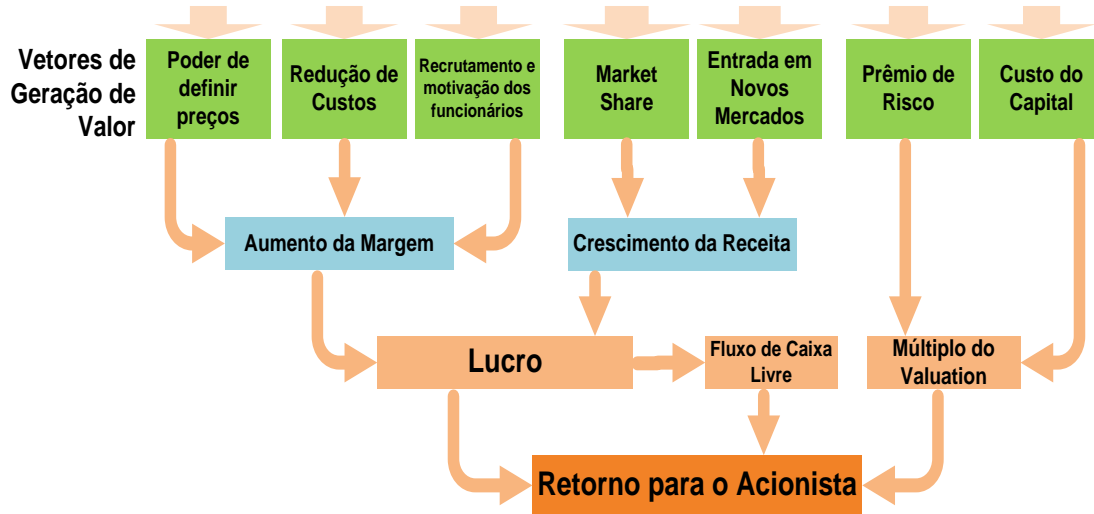 Vetores de
Geração de
Valor
Poder de
definir
preços
Redução de
Custos
Recrutamento e
motivação dos
funcionários
Market
Share
Entrada em
Novos
Mercados
Prêmio de
Risco
Custo do
Capital
Aumento da Margem
Crescimento da Receita
Lucro
Fluxo de Caixa
Livre
Múltiplo do
Valuation
Retorno para o Acionista